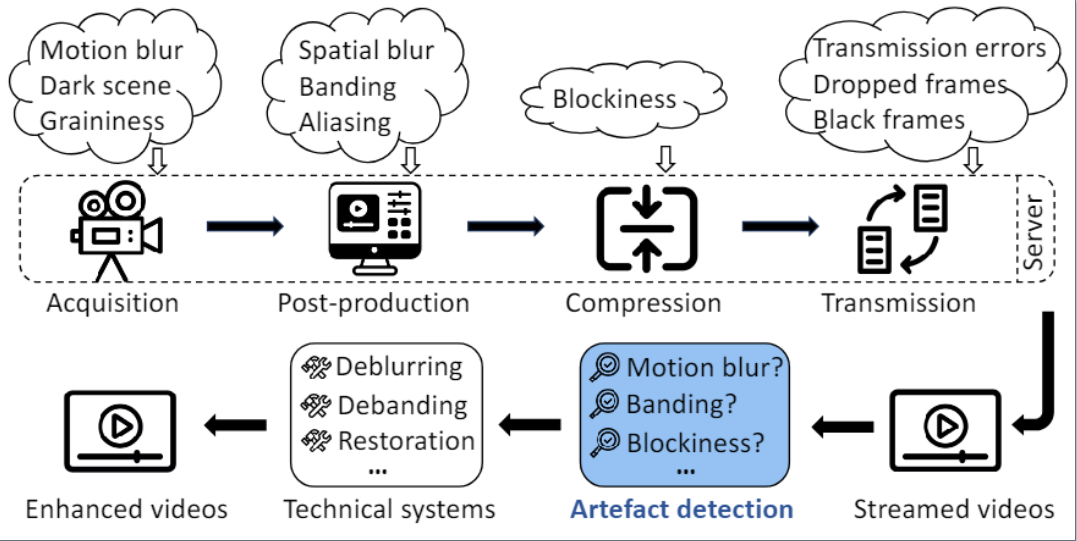 Motion blur
Dark scene
Graininess
Spatial blur
Banding
Aliasing
Blockiness
Transmission errors
Dropped frames
Black frames
Server
Acquisition
Post-production
Compression
Transmission
Deblurring
Debanding
Restoration
...
Motion blur?
Banding?
Blockiness?
...
Enhanced videos
Technical systems
Artefact detection
Streamed videos